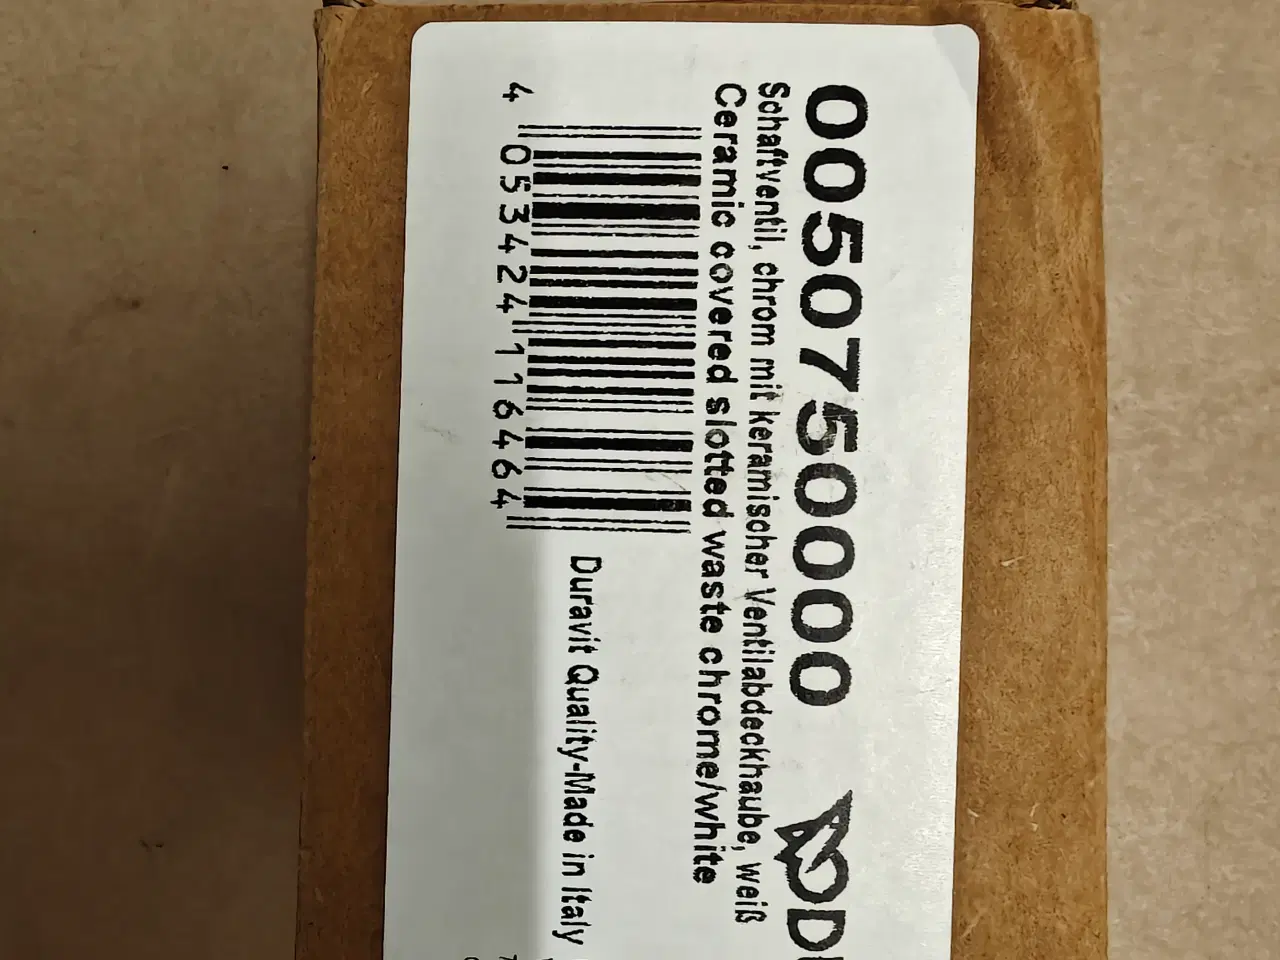 0050750000
Schaftventil, chrom mit keramischer Ventilabdeckhaube, weiß
Ceramic covered slotted waste chrome/white
4 053424 116464
Duravit Quality-Made in Italy